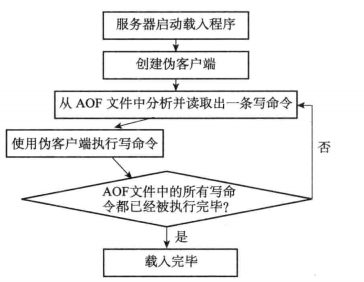 服务器启动载入程序
创建伪客户端
从 AOF 文件中分析并读取出一条写命令
使用伪客户端执行写命令
否
AOF文件中的所有写命
令都已经被执行完毕?
是
载入完毕